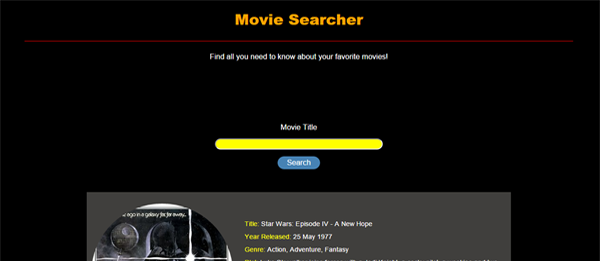 Movie Searcher
Find all you need to know about your favorite movies!
Movie Title
Search
ago in a galaxy far far away...
Title: Star Wars: Episode IV - A New Hope
Year Released: 25 May 1977
Genre: Action, Adventure, Fantasy